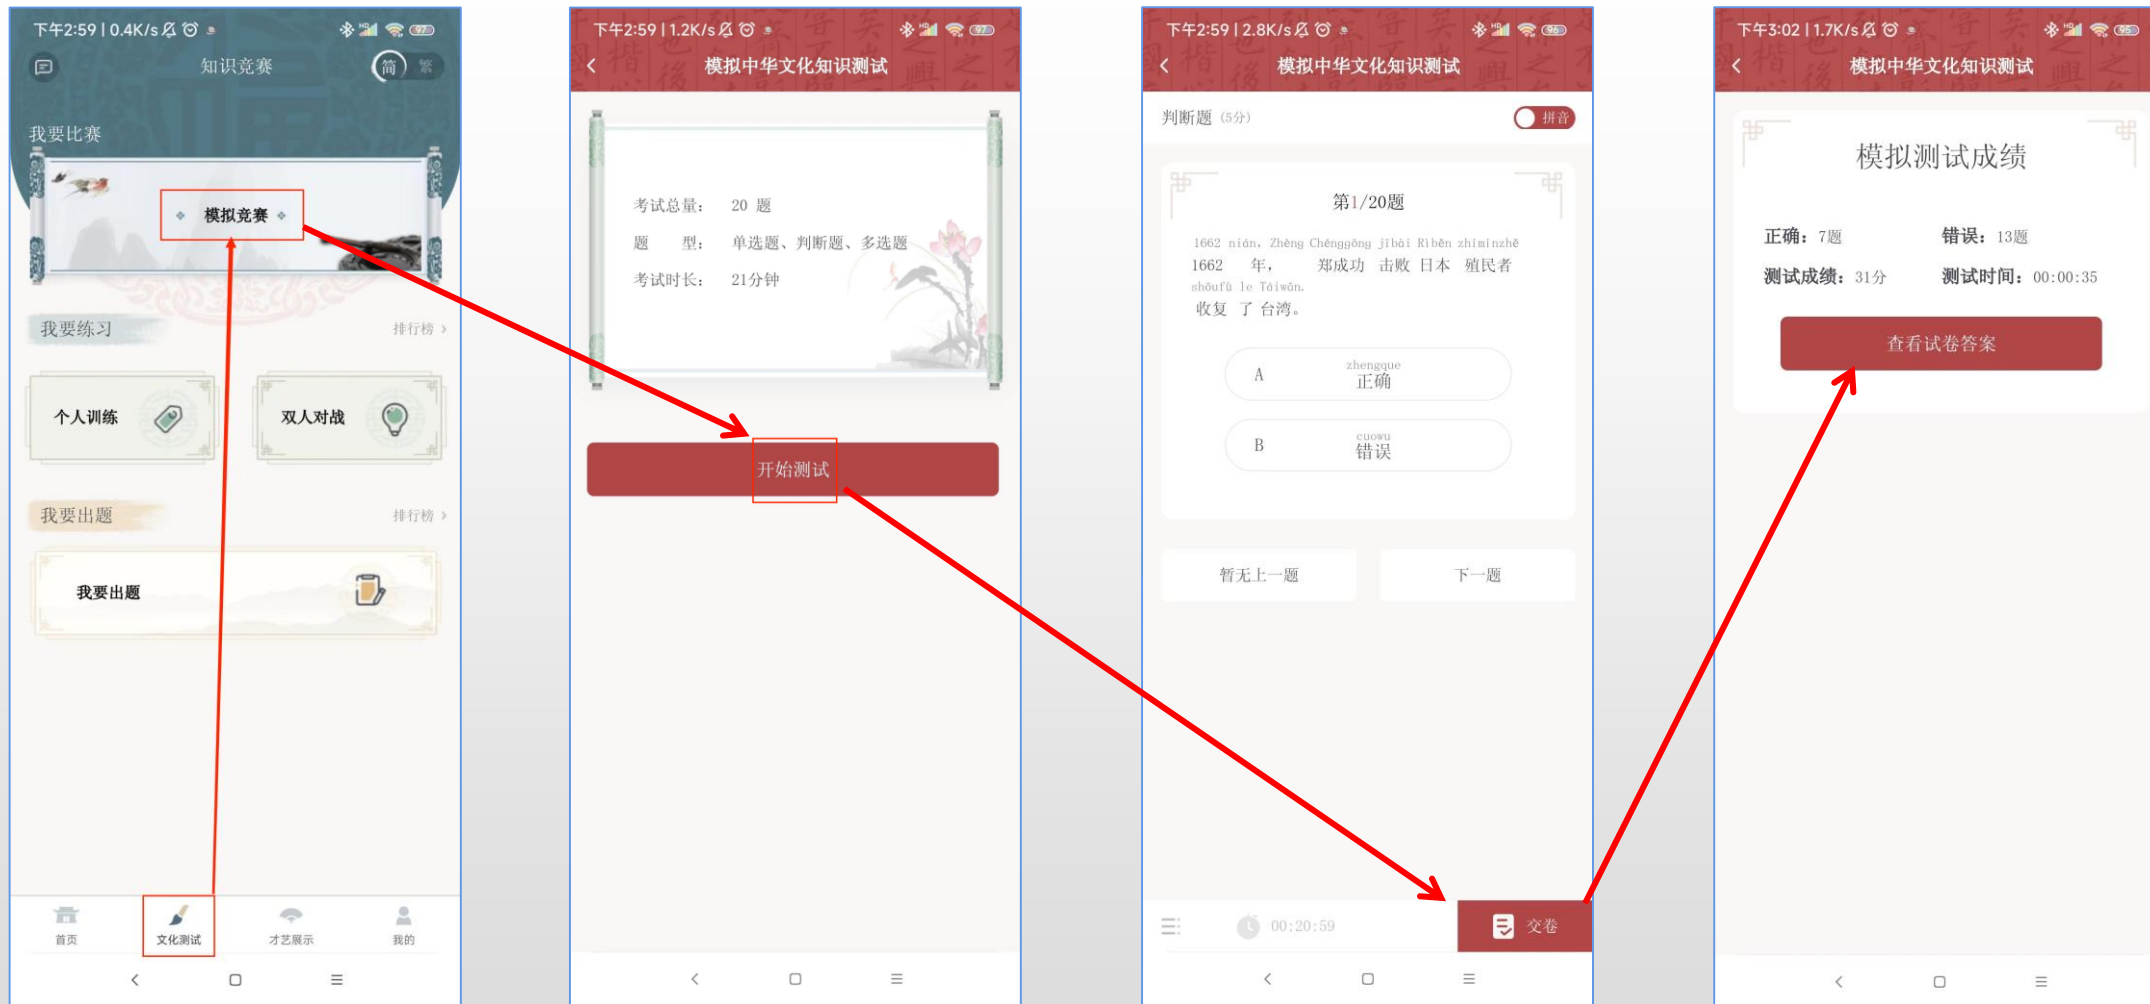 下午2:59 | 0.4K/s
97
知识竞赛
简 繁
我要比赛
模拟竞赛
我要练习
排行榜 >
个人训练
双人对战
我要出题
排行榜 >
我要出题
首页
文化测试
才艺展示
我的
下午2:59 | 1.2K/s
97
模拟中华文化知识测试
考试总量: 20 题
题 型: 单选题、判断题、多选题
考试时长: 21分钟
开始测试
下午2:59 | 2.8K/s
96
模拟中华文化知识测试
判断题 (5分)
拼音
第1/20题
1662 nián, Zhèng Chénggōng jībài Rìběn zhímínzhě
1662 年, 郑成功 击败 日本 殖民者
shōufù le Táiwān.
收复 了 台湾。
zhengque
A 正确
cuowu
B 错误
暂无上一题
下一题
00:20:59
交卷
下午3:02 | 1.7K/s
95
模拟中华文化知识测试
模拟测试成绩
正确: 7题 错误: 13题
测试成绩: 31分 测试时间: 00:00:35
查看试卷答案